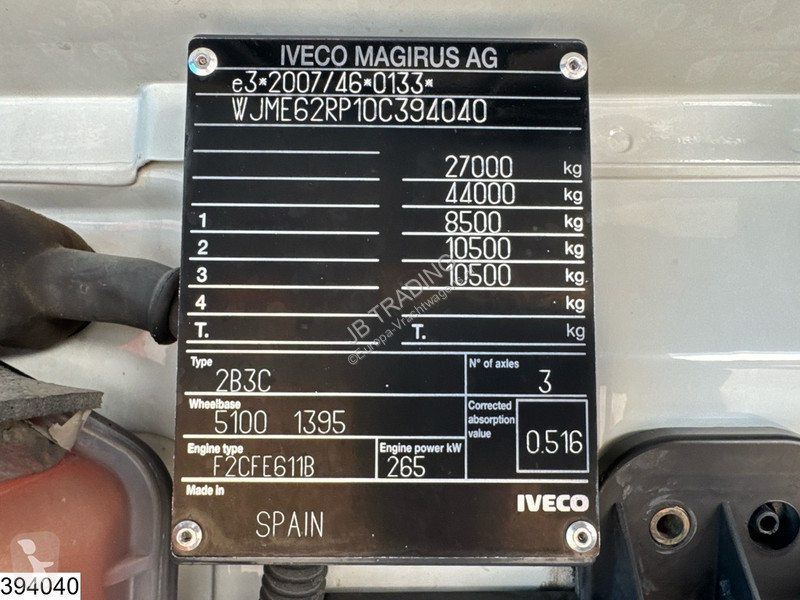 IVECO MAGIRUS AG
e3*2007/46*0133*
WJME62RP10C394040
27000 kg
44000 kg
1 8500 kg
2 10500 kg
3 10500 kg
4 kg
T. T. kg
Type 2B3C N° of axles 3
Wheelbase 5100 1395 Corrected absorption value 0.516
Engine type F2CFE611B Engine power kW 265
Made in SPAIN IVECO
JB TRADING
©Europa-Vrachtwagens
394040